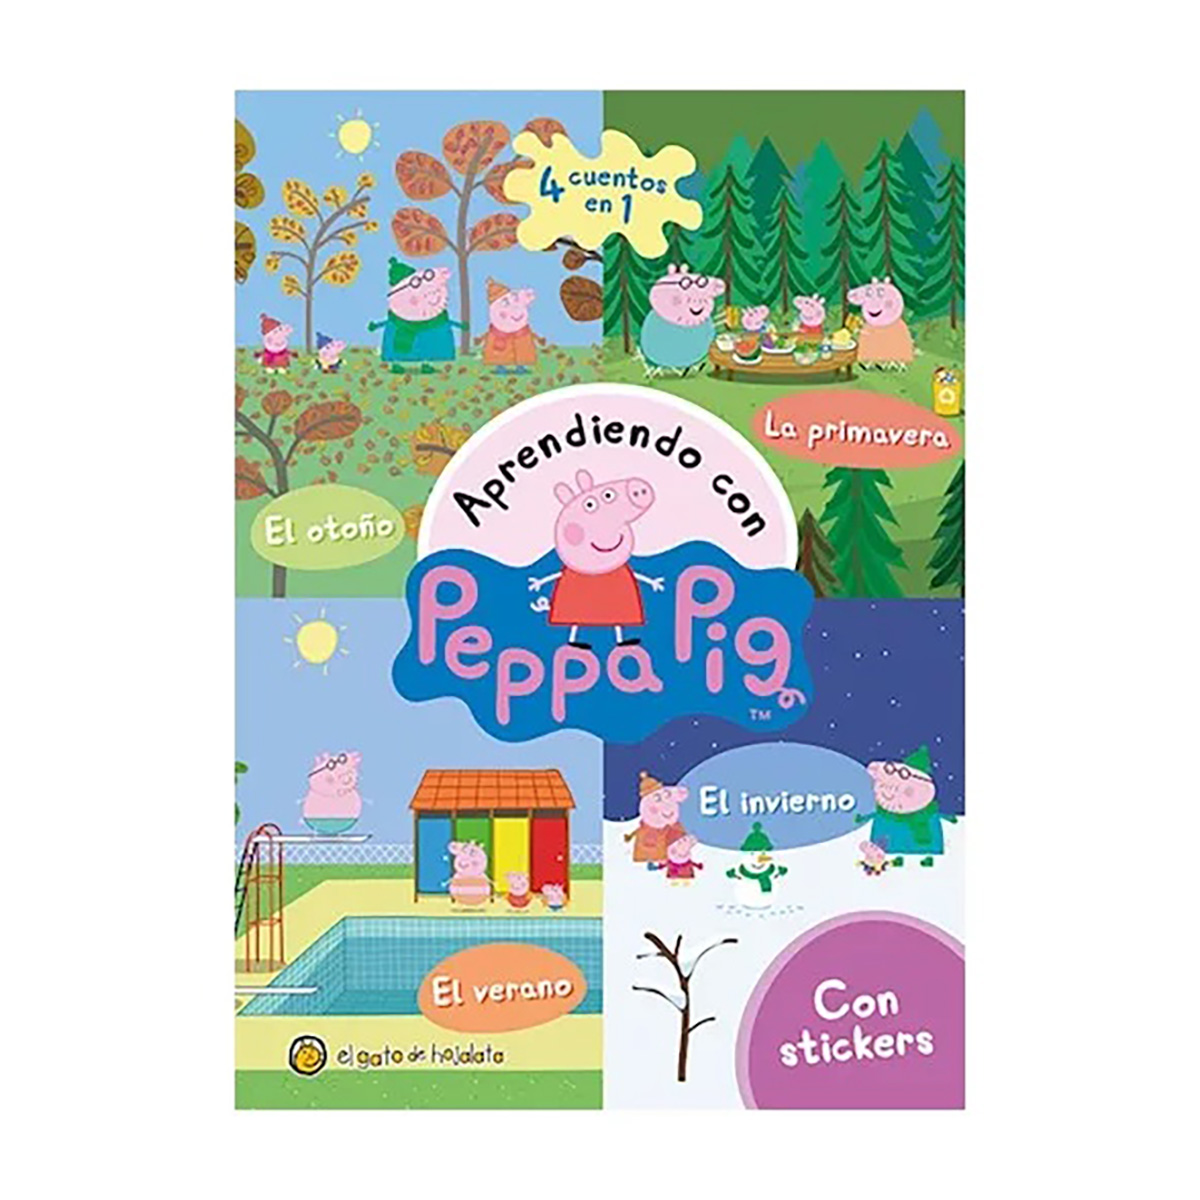 4 cuentos
en 1
La primavera
Aprendiendo con
El otoño
Peppa Pig
TM
El invierno
El verano
Con
stickers
el gato de hojalata